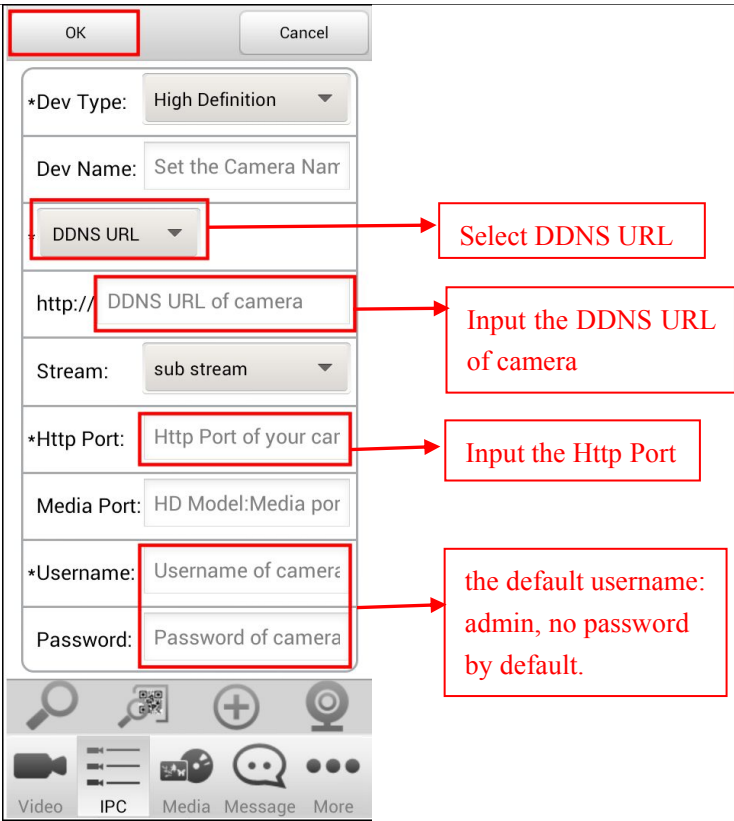 OK
Cancel
*Dev Type:
High Definition
Dev Name:
Set the Camera Nam
* DDNS URL
Select DDNS URL
http://
DDNS URL of camera
Input the DDNS URL
of camera
Stream:
sub stream
*Http Port:
Http Port of your car
Input the Http Port
Media Port:
HD Model:Media por
*Username:
Username of camera
Password:
Password of camera
the default username:
admin, no password
by default.
Video
IPC
Media
Message
More